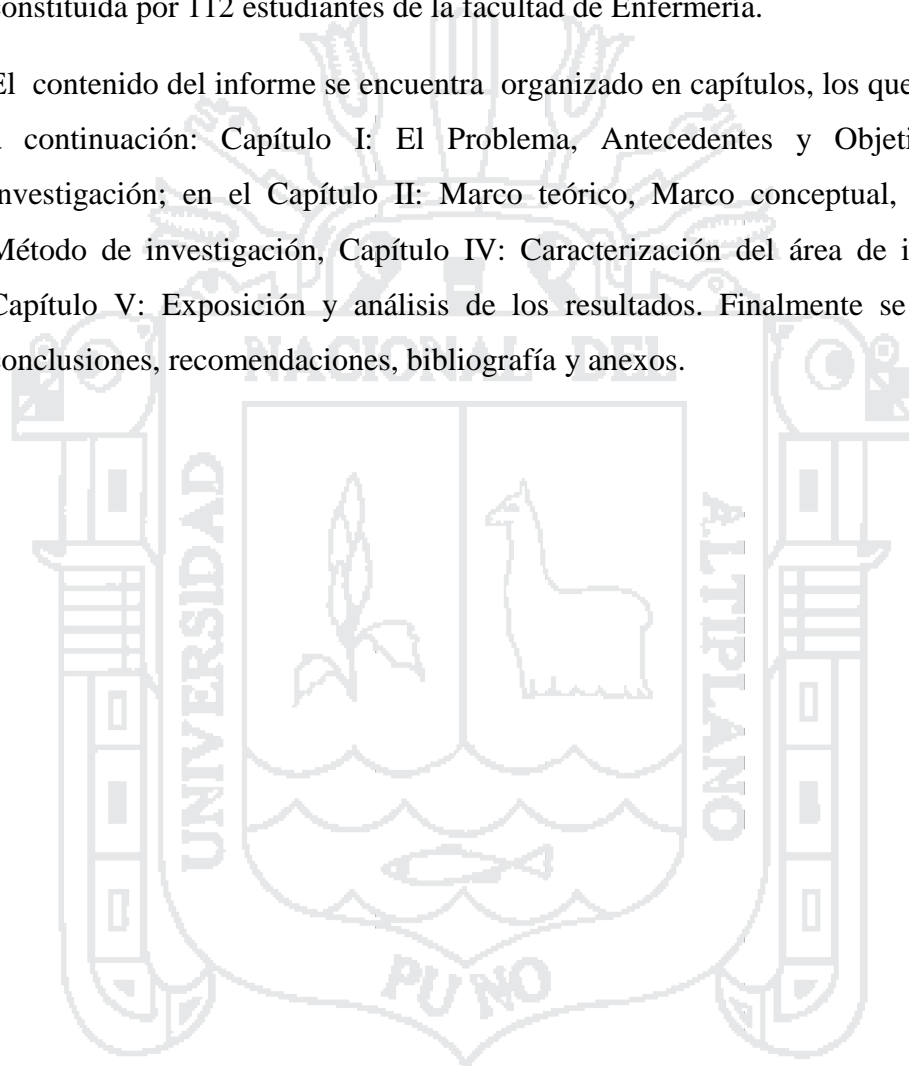 constituida por 112 estudiantes de la facultad de Enfermería.
El contenido del informe se encuentra organizado en capítulos, los que
continuación: Capítulo I: El Problema, Antecedentes y
investigación; en el Capítulo II: Marco teórico, Marco conceptual,
Método de investigación, Capítulo IV: Caracterización del área de
Capítulo V: Exposición y análisis de los resultados. Finalmente se
conclusiones, recomendaciones, bibliografía y anexos.
NACIONAL DEL
UNIVERSIDAD
ALTIPLANO
PUNO